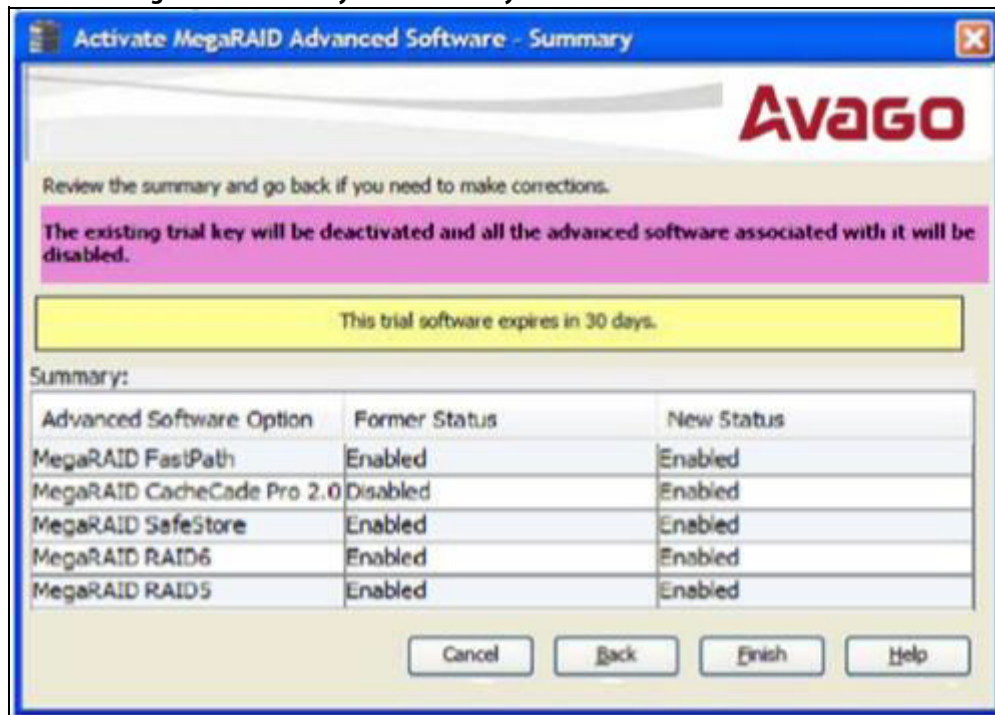 Activate MegaRAID Advanced Software - Summary
AVAGO
Review the summary and go back if you need to make corrections.
The existing trial key will be deactivated and all the advanced software associated with it will be
disabled.
This trial software expires in 30 days.
Summary:
Advanced Software Option Former Status New Status
MegaRAID FastPath Enabled Enabled
MegaRAID CacheCade Pro 2.0 Disabled Enabled
MegaRAID SafeStore Enabled Enabled
MegaRAID RAID6 Enabled Enabled
MegaRAID RAID5 Enabled Enabled
Cancel Back Finish Help